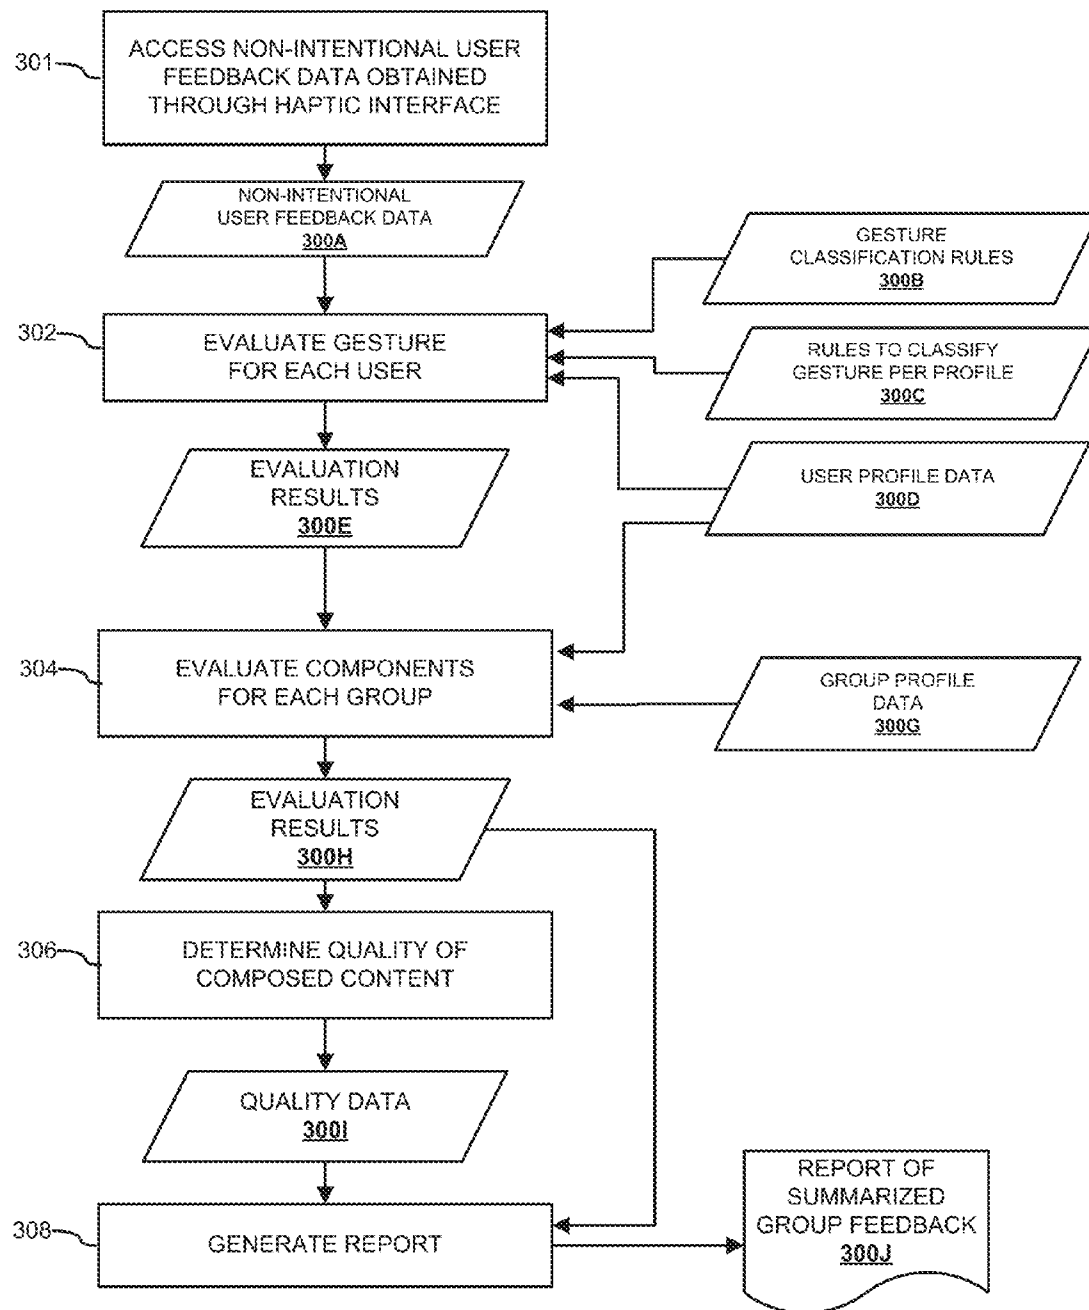 301
ACCESS NON-INTENTIONAL USER
FEEDBACK DATA OBTAINED
THROUGH HAPTIC INTERFACE
NON-INTENTIONAL
USER FEEDBACK DATA
300A
GESTURE
CLASSIFICATION RULES
300B
302
EVALUATE GESTURE
FOR EACH USER
RULES TO CLASSIFY
GESTURE PER PROFILE
300C
EVALUATION
RESULTS
300E
USER PROFILE DATA
300D
304
EVALUATE COMPONENTS
FOR EACH GROUP
GROUP PROFILE
DATA
300G
EVALUATION
RESULTS
300H
306
DETERMINE QUALITY OF
COMPOSED CONTENT
QUALITY DATA
300I
308
GENERATE REPORT
REPORT OF
SUMMARIZED
GROUP FEEDBACK
300J